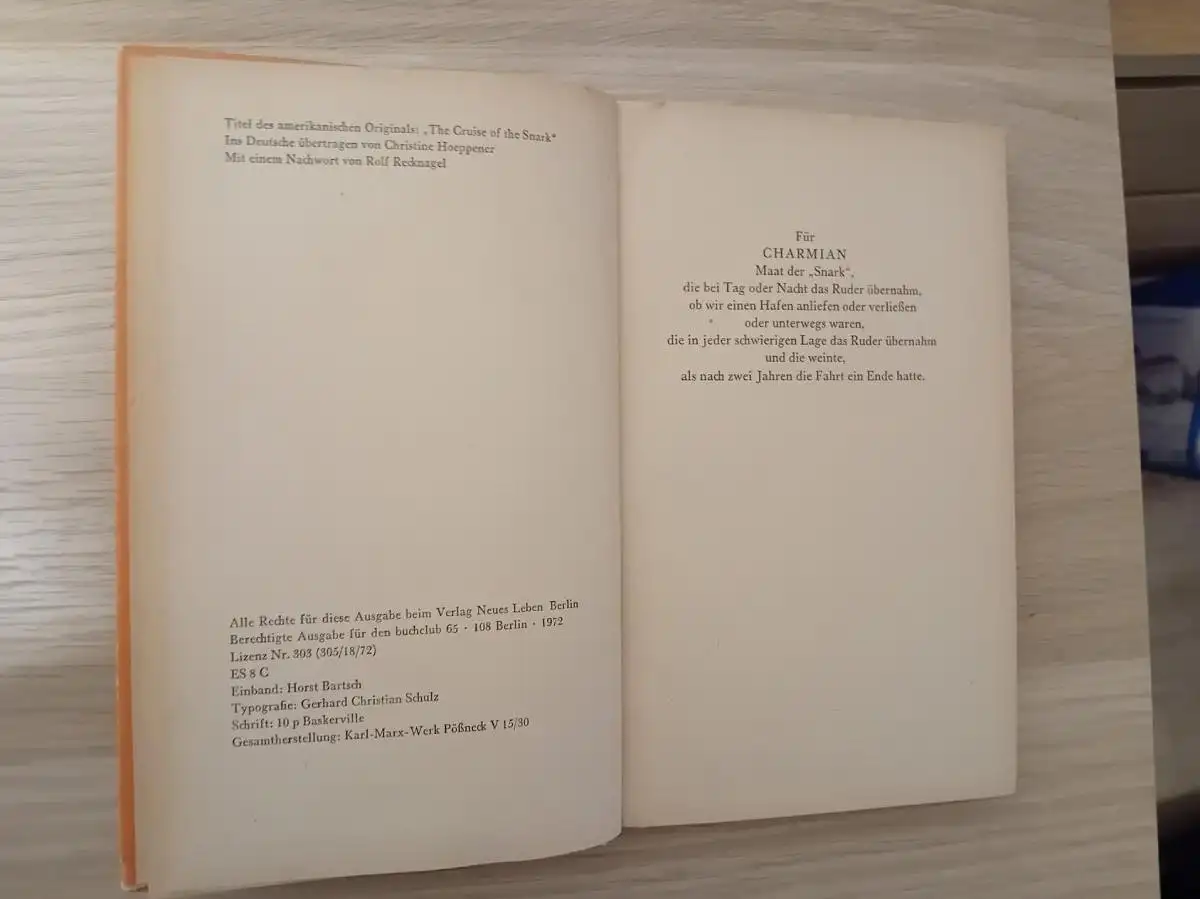 Titel des amerikanischen Originals: „The Cruise of the Snark“
Ins Deutsche übertragen von Christine Hoeppener
Mit einem Nachwort von Rolf Recknagel
Alle Rechte für diese Ausgabe beim Verlag Neues Leben Berlin
Berechtigte Ausgabe für den buchclub 65 · 108 Berlin · 1972
Lizenz Nr. 303 (305/18/72)
ES 8 C
Einband: Horst Bartsch
Typografie: Gerhard Christian Schulz
Schrift: 10 p Baskerville
Gesamtherstellung: Karl-Marx-Werk Pößneck V 15/30
Für
CHARMIAN
Maat der „Snark“,
die bei Tag oder Nacht das Ruder übernahm,
ob wir einen Hafen anliefen oder verließen
oder unterwegs waren,
die in jeder schwierigen Lage das Ruder übernahm
und die weinte,
als nach zwei Jahren die Fahrt ein Ende hatte.